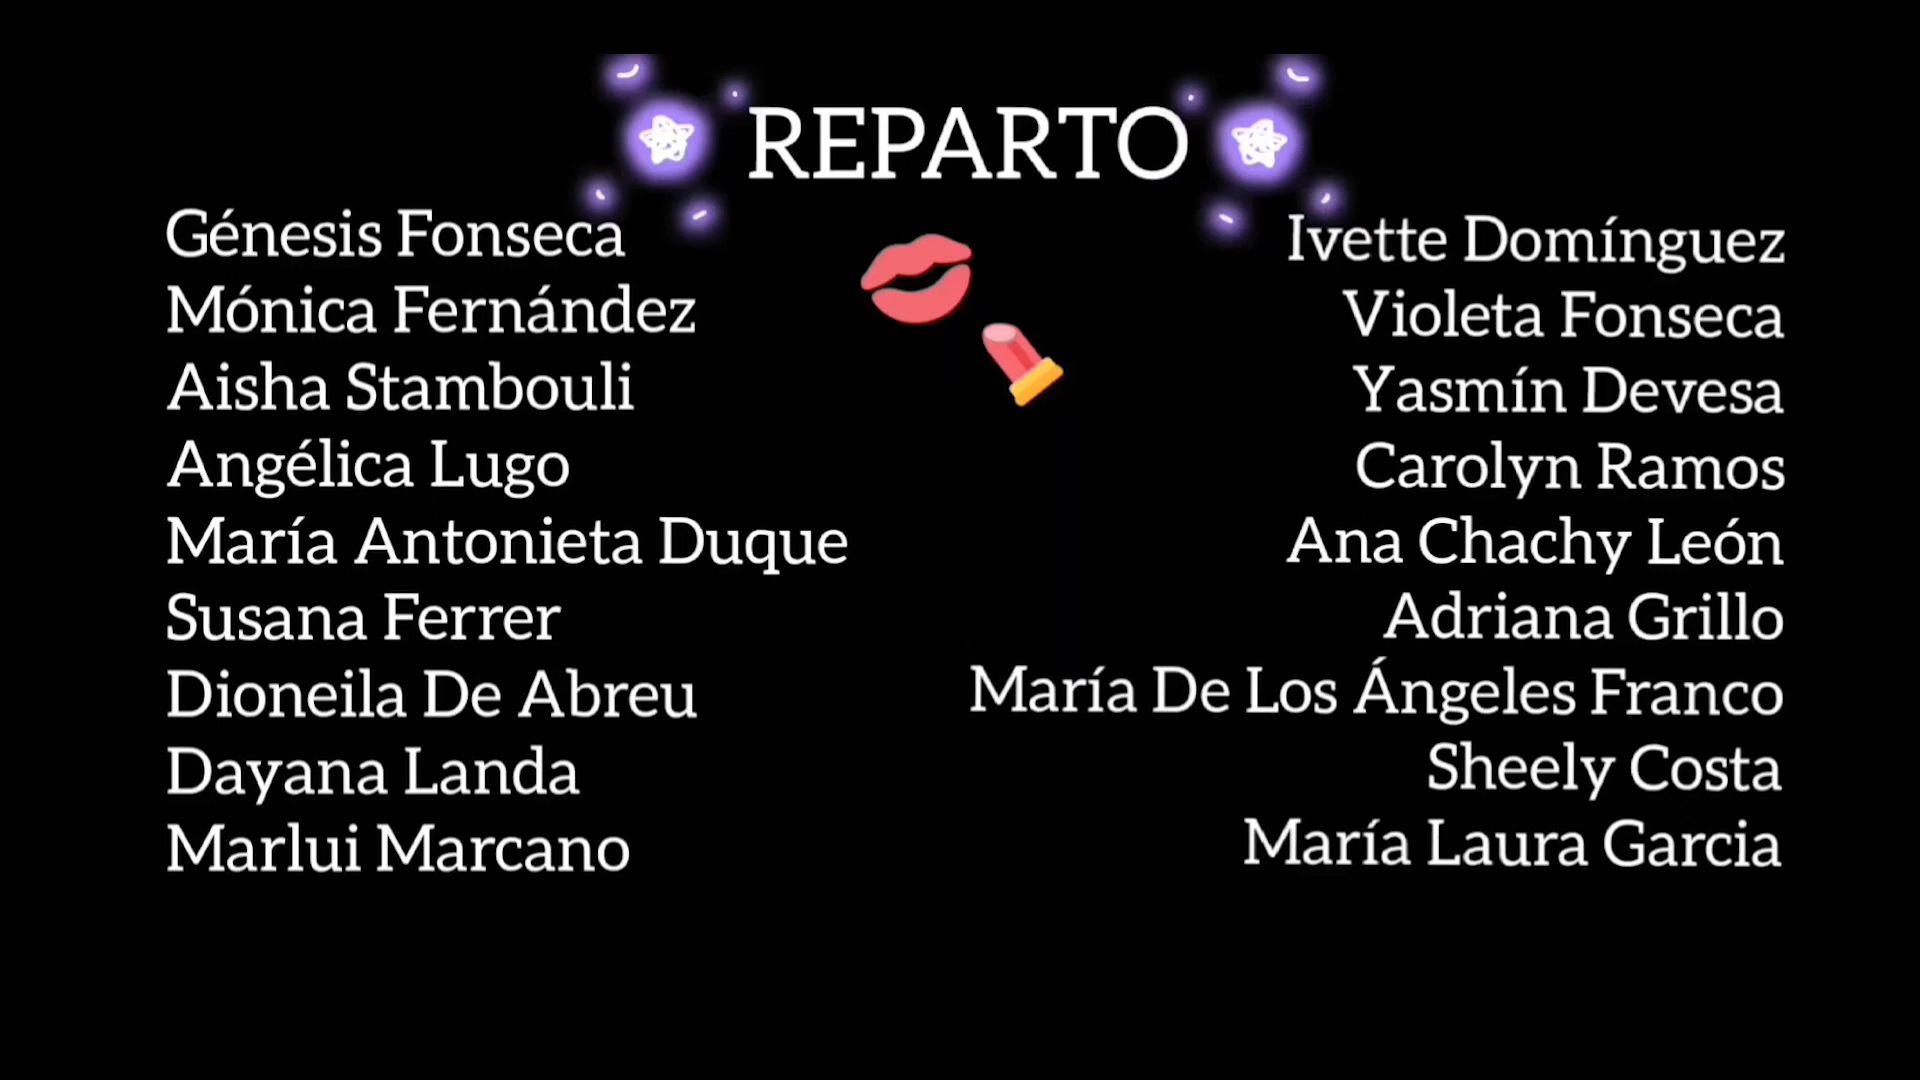 REPARTO
Génesis Fonseca
Mónica Fernández
Aisha Stambouli
Angélica Lugo
María Antonieta Duque
Susana Ferrer
Dioneila De Abreu
Dayana Landa
Marlui Marcano
Ivette Domínguez
Violeta Fonseca
Yasmín Devesa
Carolyn Ramos
Ana Chachy León
Adriana Grillo
María De Los Ángeles Franco
Sheely Costa
María Laura Garcia